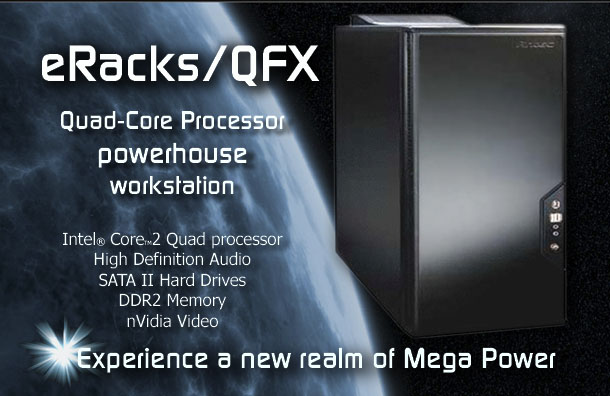 eRacks/QFX
Quad-Core Processor
powerhouse
workstation
Intel® Core™2 Quad processor
High Definition Audio
SATA II Hard Drives
DDR2 Memory
nVidia Video
Experience a new realm of Mega Power
Antec